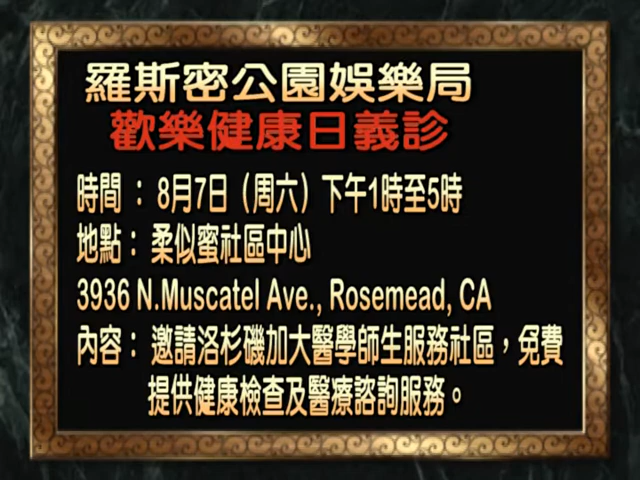 羅斯密公園娛樂局
歡樂健康日義診
時間： 8月7日（周六）下午1時至5時
地點： 柔似蜜社區中心
3936 N.Muscatel Ave., Rosemead, CA
內容： 邀請洛杉磯加大醫學師生服務社區，免費
提供健康檢查及醫療諮詢服務。